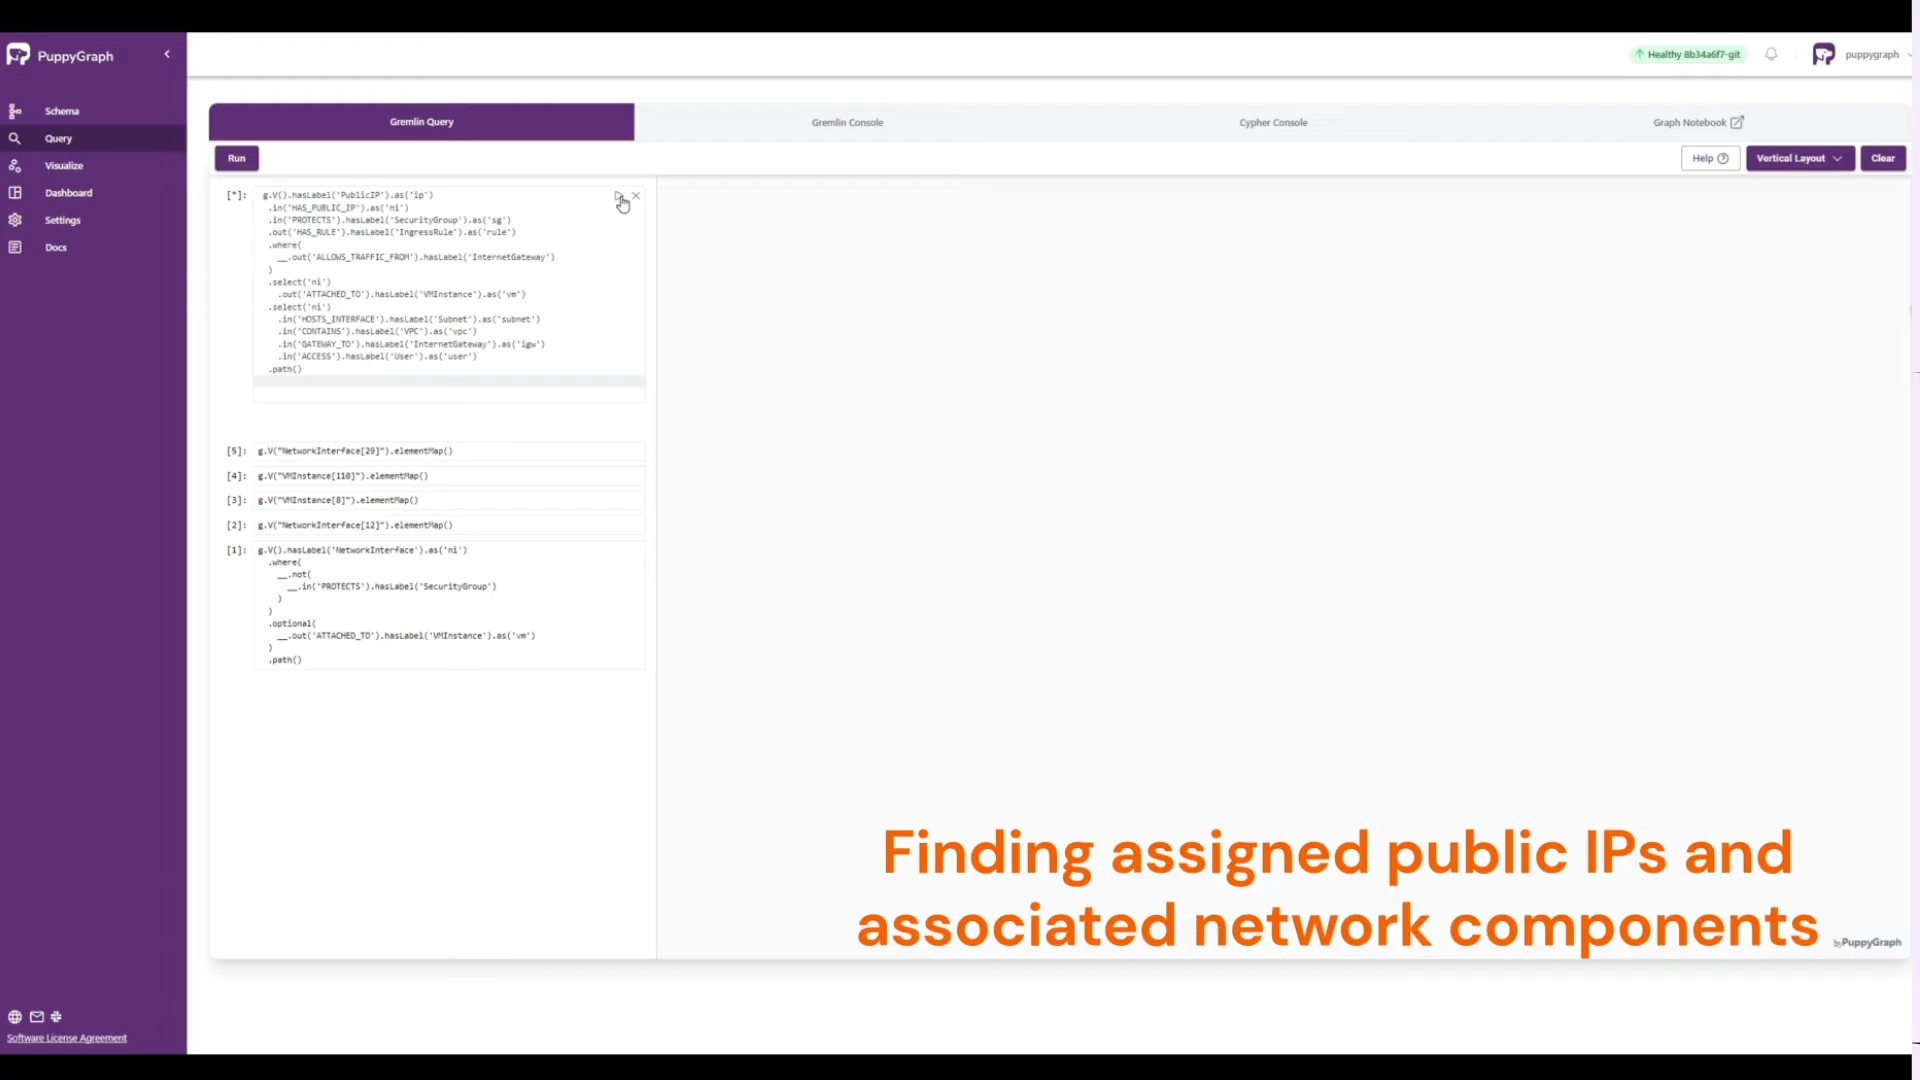 PuppyGraph
Healthy 8b34a6f7-git
puppygraph
Schema
Query
Visualize
Dashboard
Settings
Docs
Gremlin Query
Gremlin Console
Cypher Console
Graph Notebook
Run
Help
Vertical Layout
Clear
[*]: g.V().hasLabel('PublicIP').as('ip')
.in('HAS_PUBLIC_IP').as('ni')
.in('PROTECTS').hasLabel('SecurityGroup').as('sg')
.out('HAS_RULE').hasLabel('IngressRule').as('rule')
.where(
__.out('ALLOWS_TRAFFIC_FROM').hasLabel('InternetGateway')
)
.select('ni')
.out('ATTACHED_TO').hasLabel('VMInstance').as('vm')
.select('ni')
.in('HOSTS_INTERFACE').hasLabel('Subnet').as('subnet')
.in('CONTAINS').hasLabel('VPC').as('vpc')
.in('GATEWAY_TO').hasLabel('InternetGateway').as('igw')
.in('ACCESS').hasLabel('User').as('user')
.path()
[5]: g.V("NetworkInterface[29]").elementMap()
[4]: g.V("VMInstance[110]").elementMap()
[3]: g.V("VMInstance[8]").elementMap()
[2]: g.V("NetworkInterface[12]").elementMap()
[1]: g.V().hasLabel('NetworkInterface').as('ni')
.where(
__.not(
__.in('PROTECTS').hasLabel('SecurityGroup')
)
)
.optional(
__.out('ATTACHED_TO').hasLabel('VMInstance').as('vm')
)
.path()
Finding assigned public IPs and
associated network components
by PuppyGraph
Software License Agreement